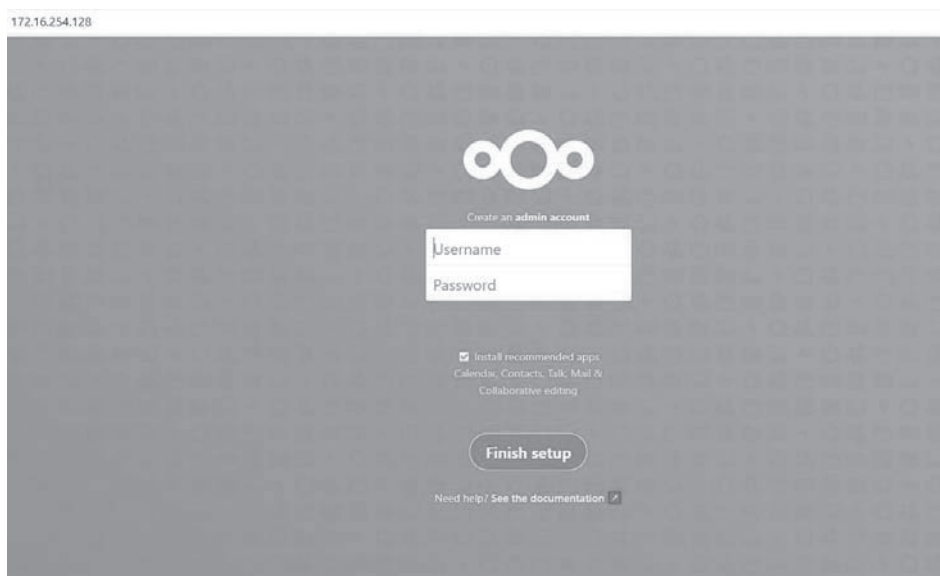 172.16.254.128
Create an admin account
Username
Password
Install recommended apps
Calendar, Contacts, Talk, Mail &
Collaborative editing
Finish setup
Need help? See the documentation